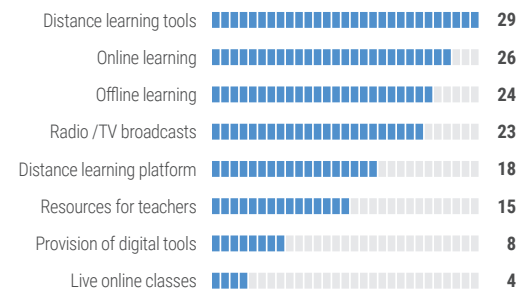 Distance learning tools 29
Online learning 26
Offline learning 24
Radio /TV broadcasts 23
Distance learning platform 18
Resources for teachers 15
Provision of digital tools 8
Live online classes 4